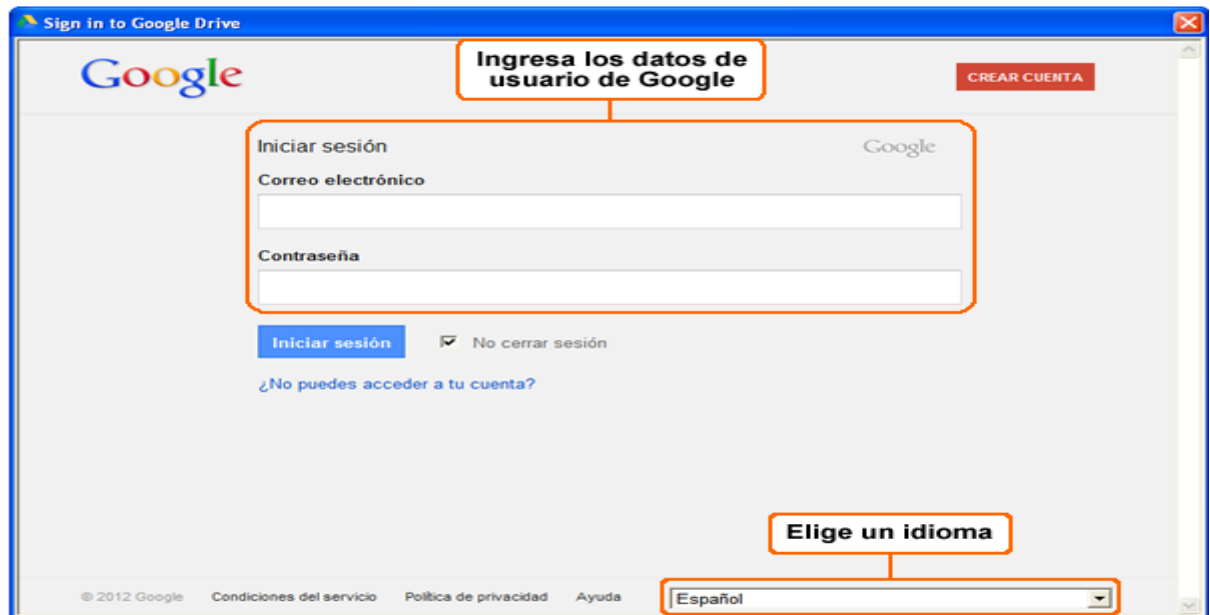 Sign in to Google Drive
Google
Ingresa los datos de
usuario de Google
CREAR CUENTA
Iniciar sesión
Google
Correo electrónico
Contraseña
Iniciar sesión
No cerrar sesión
¿No puedes acceder a tu cuenta?
Elige un idioma
© 2012 Google
Condiciones del servicio
Política de privacidad
Ayuda
Español